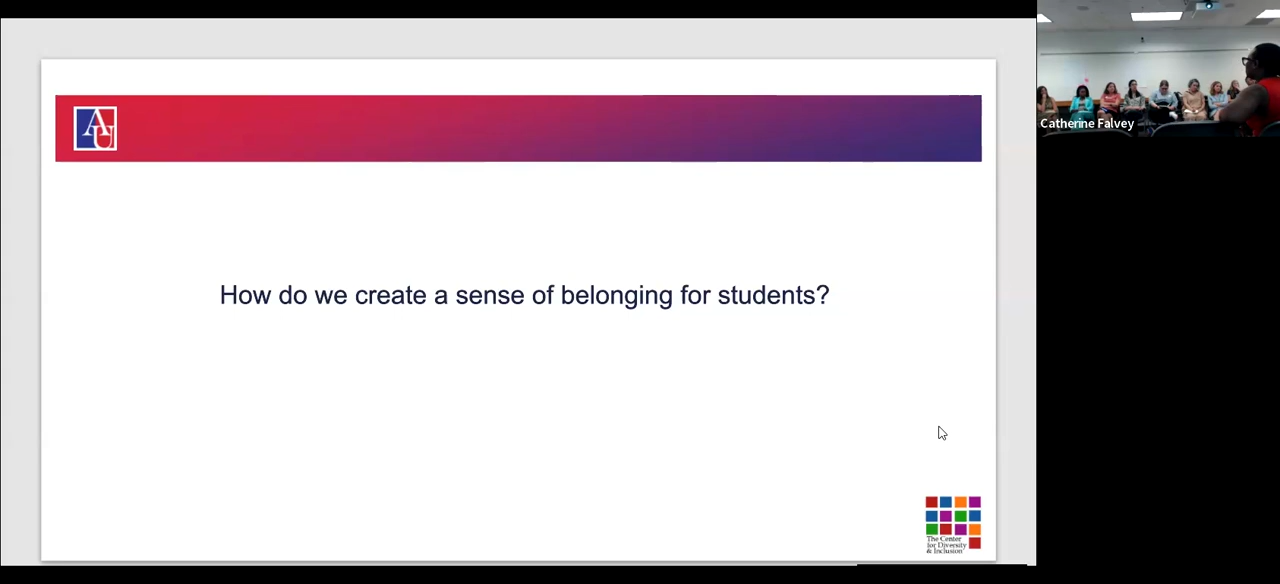 AU
Catherine Falvey
How do we create a sense of belonging for students?
The Center
for Diversity
& Inclusion